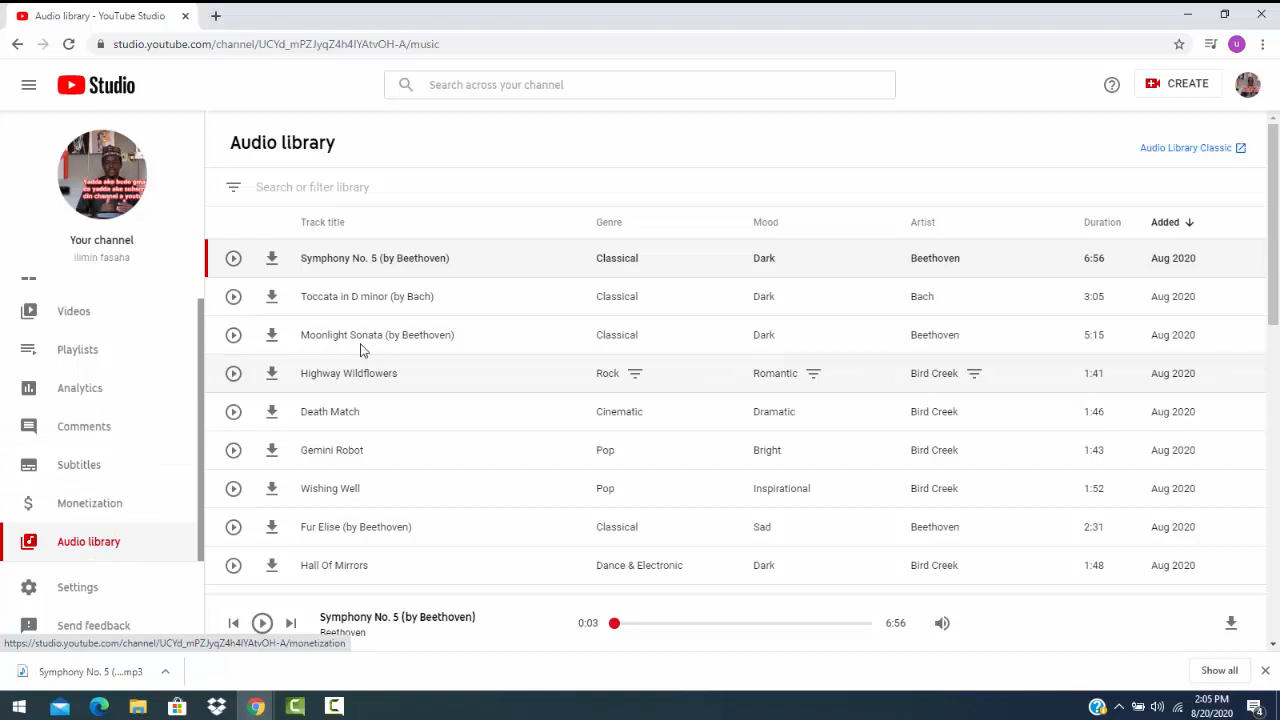 Audio library - YouTube Studio
studio.youtube.com/channel/UCYd_mPZJyqZ4h4IYAtvOH-A/music
u
Studio
Search across your channel
CREATE
Audio library
Audio Library Classic
Search or filter library
Track title Genre Mood Artist Duration Added
Symphony No. 5 (by Beethoven) Classical Dark Beethoven 6:56 Aug 2020
Toccata in D minor (by Bach) Classical Dark Bach 3:05 Aug 2020
Moonlight Sonata (by Beethoven) Classical Dark Beethoven 5:15 Aug 2020
Highway Wildflowers Rock Romantic Bird Creek 1:41 Aug 2020
Death Match Cinematic Dramatic Bird Creek 1:46 Aug 2020
Gemini Robot Pop Bright Bird Creek 1:43 Aug 2020
Wishing Well Pop Inspirational Bird Creek 1:52 Aug 2020
Fur Elise (by Beethoven) Classical Sad Beethoven 2:31 Aug 2020
Hall Of Mirrors Dance & Electronic Dark Bird Creek 1:48 Aug 2020
Your channel
ilimin fasaha
Videos
Playlists
Analytics
Comments
Subtitles
Monetization
Audio library
Settings
Send feedback
Symphony No. 5 (by Beethoven)
Beethoven
0:03
6:56
https://studio.youtube.com/channel/UCYd_mPZJyqZ4h4IYAtvOH-A/monetization
Symphony No. 5 (....mp3
Show all
2:05 PM
8/20/2020
4